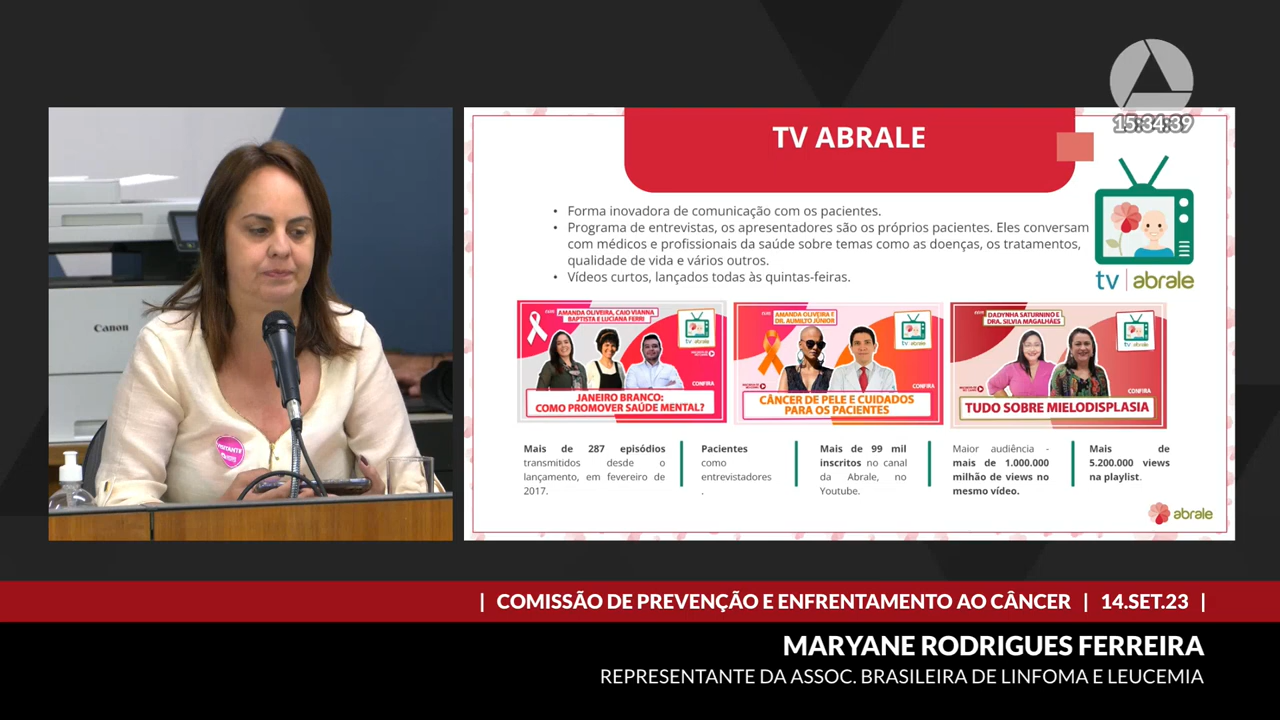 15:34:39
TV ABRALE
• Forma inovadora de comunicação com os pacientes.
• Programa de entrevistas, os apresentadores são os próprios pacientes. Eles conversam
com médicos e profissionais da saúde sobre temas como as doenças, os tratamentos,
qualidade de vida e vários outros.
• Vídeos curtos, lançados todas às quintas-feiras.
tv | abrale
AMANDA OLIVEIRA, CAIO VIANNA
BAPTISTA E LUCIANA FERRI
tv abrale
CONFIRA
JANEIRO BRANCO:
COMO PROMOVER SAÚDE MENTAL?
AMANDA OLIVEIRA E
DR. AUMILTO JÚNIOR
tv abrale
CONFIRA
CÂNCER DE PELE E CUIDADOS
PARA OS PACIENTES
DADYNHA SATURNINO E
DRA. SILVIA MAGALHÃES
tv abrale
CONFIRA
TUDO SOBRE MIELODISPLASIA
Mais de 287 episódios
transmitidos desde o
lançamento, em fevereiro de
2017.
Pacientes
como
entrevistadores
.
Mais de 99 mil
inscritos no canal
da Abrale, no
Youtube.
Maior audiência -
mais de 1.000.000
milhão de views no
mesmo vídeo.
Mais de
5.200.000 views
na playlist.
abrale
Canon
| COMISSÃO DE PREVENÇÃO E ENFRENTAMENTO AO CÂNCER | 14.SET.23 |
MARYANE RODRIGUES FERREIRA
REPRESENTANTE DA ASSOC. BRASILEIRA DE LINFOMA E LEUCEMIA